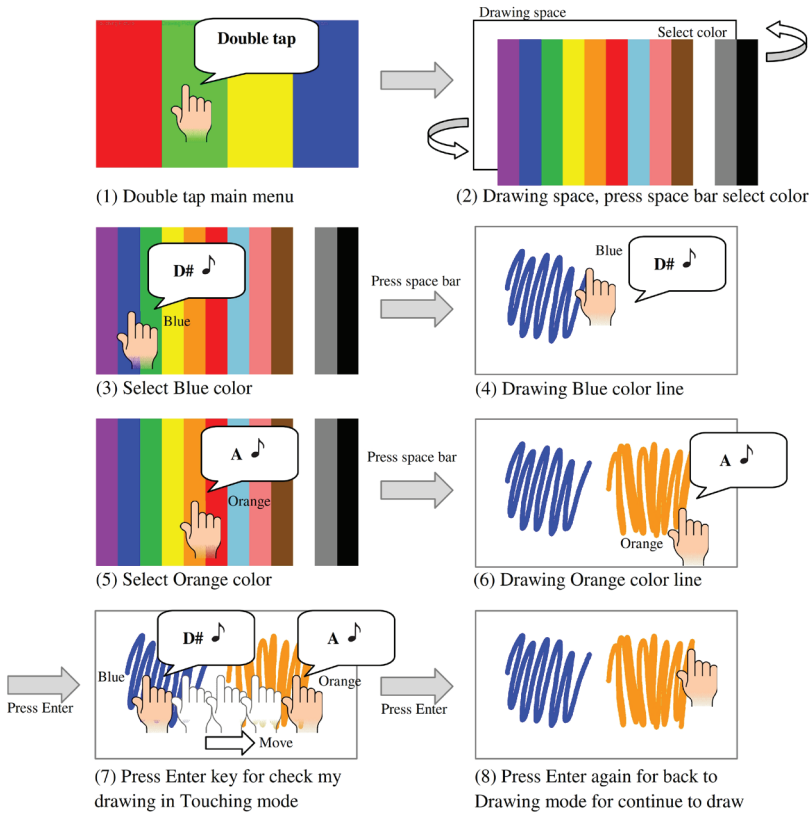 Double tap
(1) Double tap main menu
Drawing space
Select color
(2) Drawing space, press space bar select color
D#
Blue
(3) Select Blue color
Press space bar
Blue
D#
(4) Drawing Blue color line
A
Orange
(5) Select Orange color
Press space bar
A
Orange
(6) Drawing Orange color line
Press Enter
D#
A
Blue
Orange
Move
(7) Press Enter key for check my
drawing in Touching mode
Press Enter
(8) Press Enter again for back to
Drawing mode for continue to draw